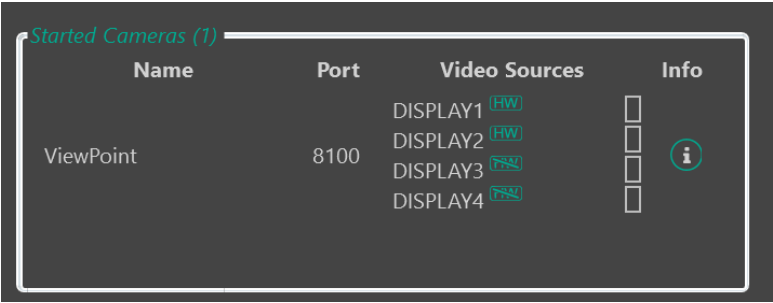 Started Cameras (1)
Name Port Video Sources Info
DISPLAY1 HW
DISPLAY2 HW
ViewPoint 8100
DISPLAY3 HW
DISPLAY4 HW